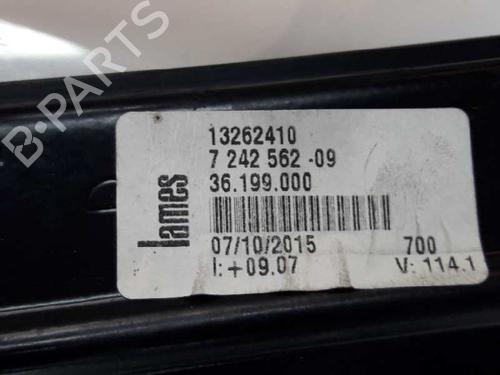 B-PARTS
lames
13262410
7 242 562 -09
36.199.000
07/10/2015 700
I:+09.07 V: 114.1